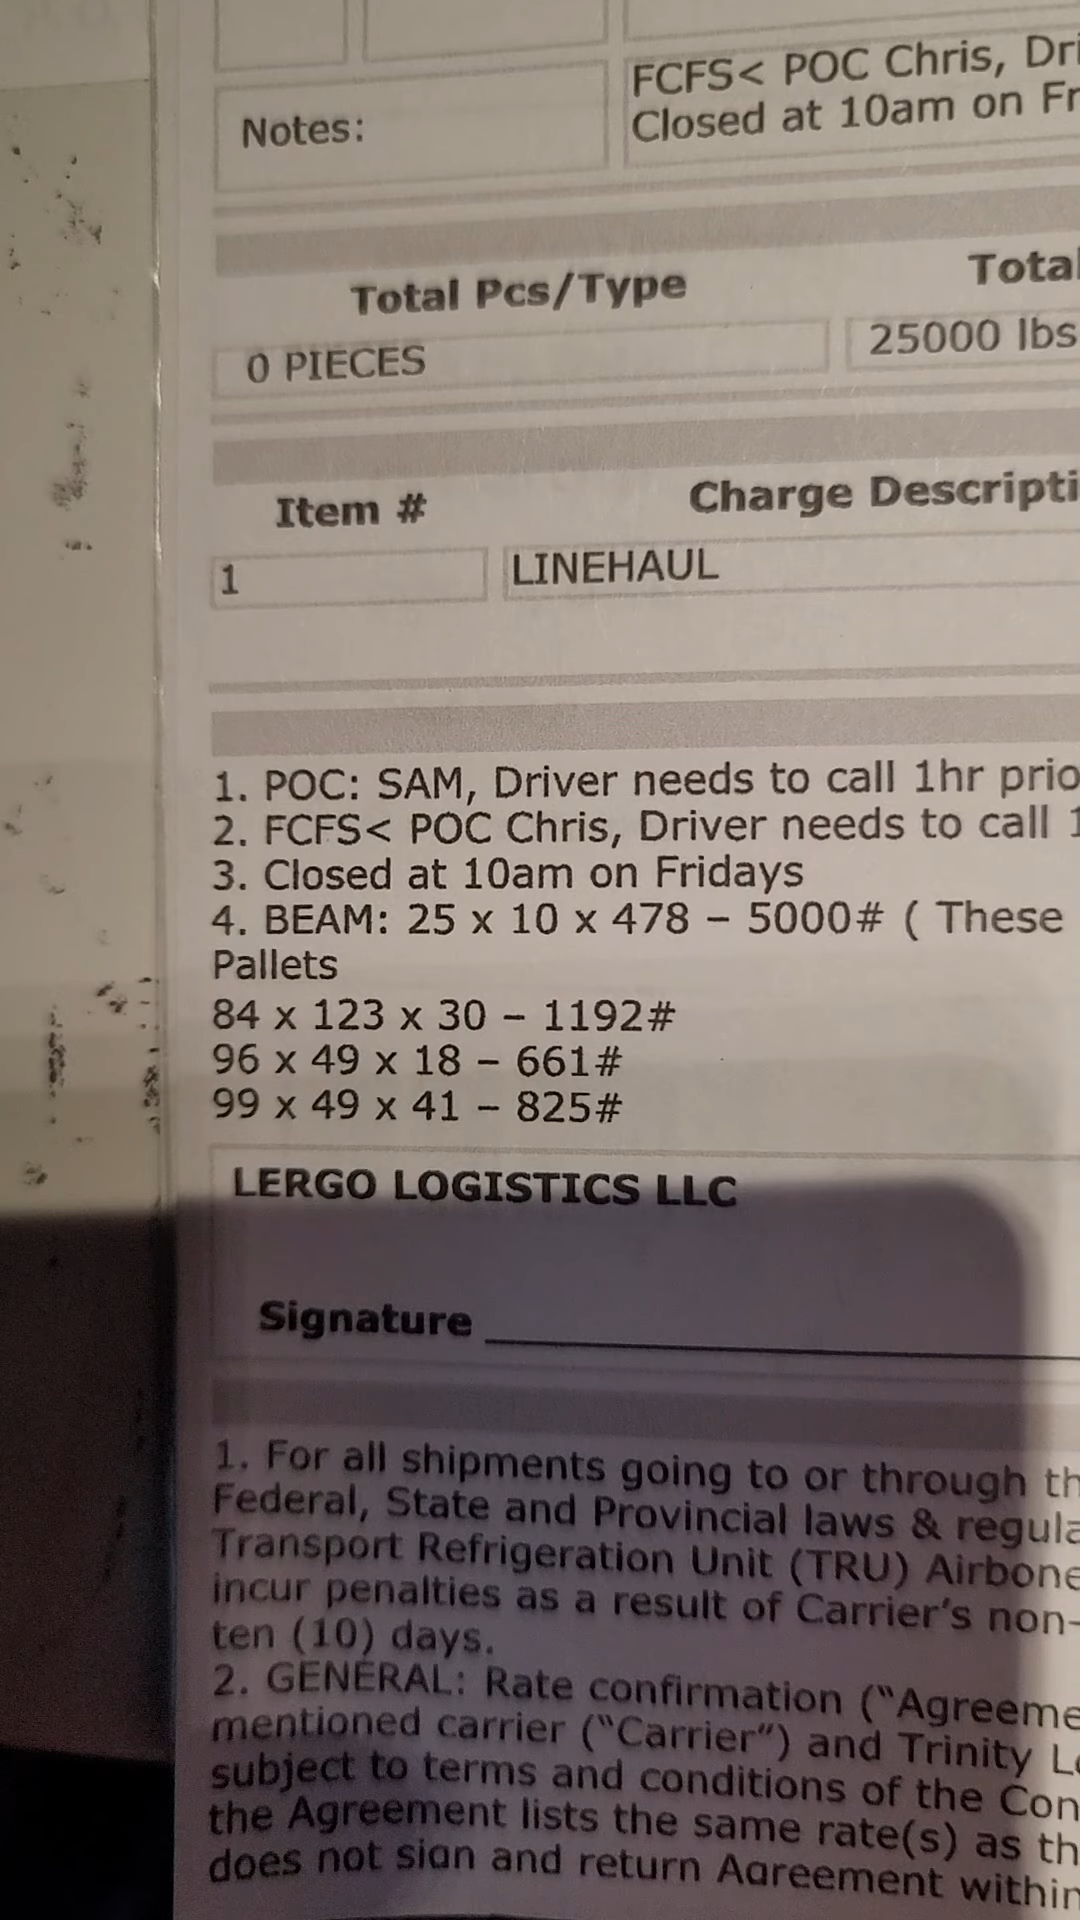 FCFS< POC Chris, Dri
Notes:
Closed at 10am on Fr
Total Pcs/Type
Total
0 PIECES
25000 lbs
Item #
Charge Descripti
1
LINEHAUL
1. POC: SAM, Driver needs to call 1hr prio
2. FCFS< POC Chris, Driver needs to call 1
3. Closed at 10am on Fridays
4. BEAM: 25 x 10 x 478 – 5000# ( These
Pallets
84 x 123 x 30 – 1192#
96 x 49 x 18 – 661#
99 x 49 x 41 – 825#
LERGO LOGISTICS LLC
Signature
1. For all shipments going to or through th
Federal, State and Provincial laws & regula
Transport Refrigeration Unit (TRU) Airbone
incur penalties as a result of Carrier's non-
ten (10) days.
2. GENERAL: Rate confirmation ("Agreeme
mentioned carrier ("Carrier") and Trinity Lo
subject to terms and conditions of the Con
the Agreement lists the same rate(s) as th
does not sign and return Agreement within